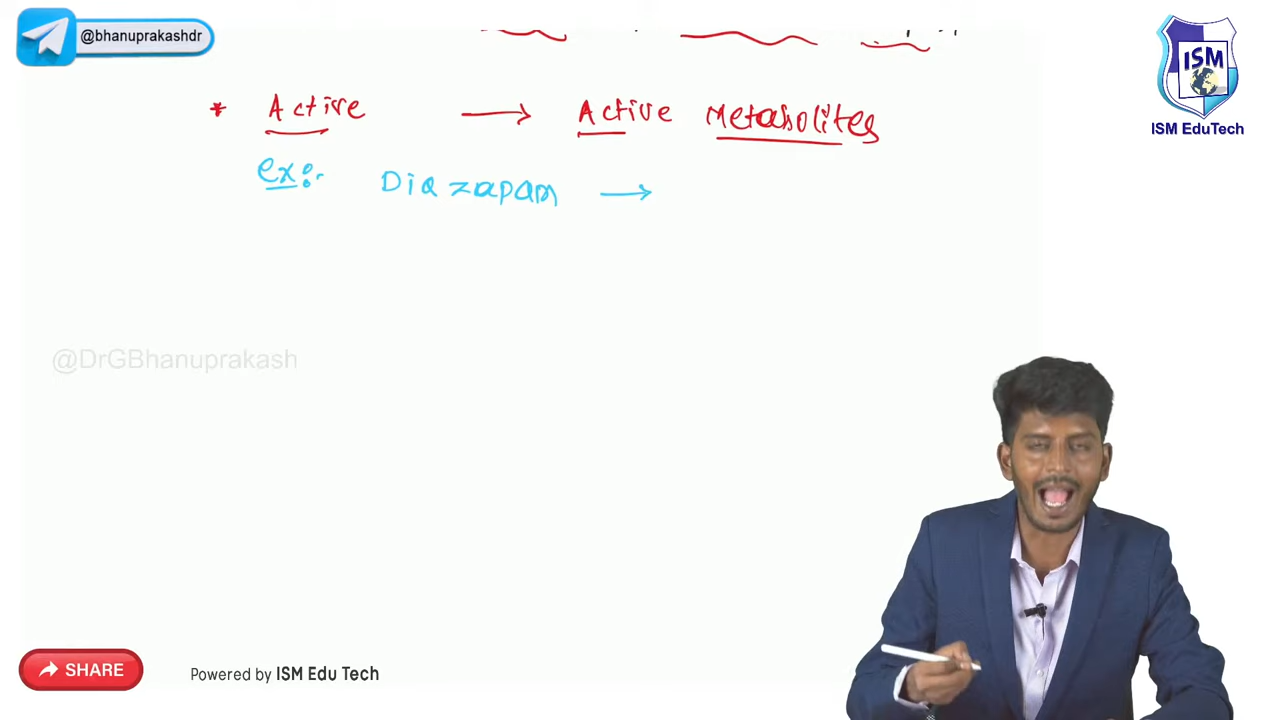 @bhanuprakashdr
ISM
ISM EduTech
* Active → Active Metabolites
ex:- Diazapam →
@DrGBhanuprakash
SHARE
Powered by ISM Edu Tech